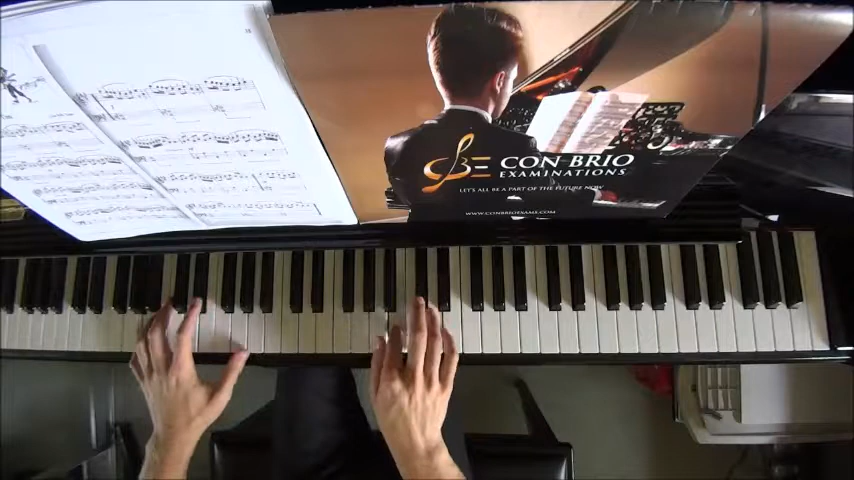 CON BRIO
EXAMINATIONS
LET'S ALL BE A PART OF THE FUTURE NOW
WWW.CONBRIOEXAMS.COM